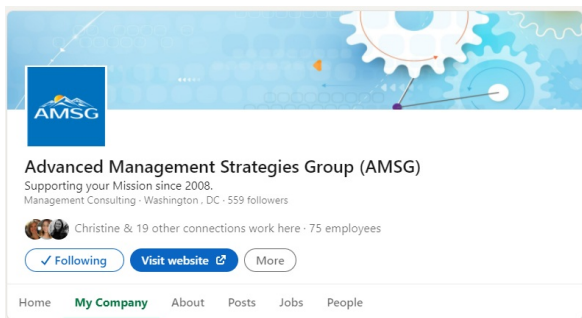 AMSG
Advanced Management Strategies Group (AMSG)
Supporting your Mission since 2008.
Management Consulting · Washington , DC · 559 followers
Christine & 19 other connections work here · 75 employees
✓ Following Visit website More
Home My Company About Posts Jobs People